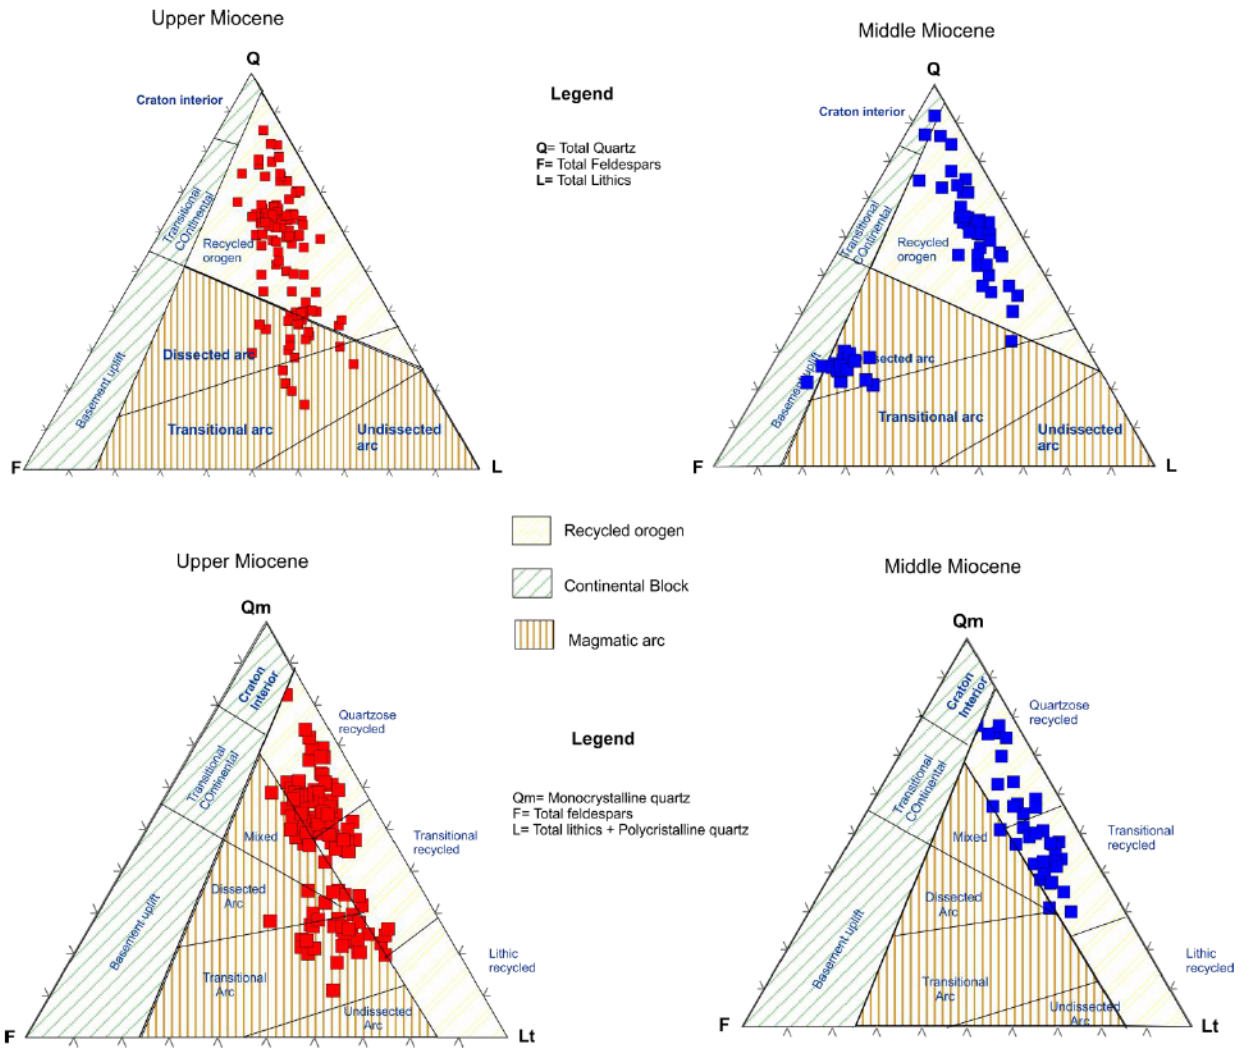 Upper Miocene
Q
Craton interior
Transitional
COntinental
Recycled
orogen
Dissected arc
Basement uplift
Transitional arc
Undissected
arc
F
L
Legend
Q= Total Quartz
F= Total Feldespars
L= Total Lithics
Middle Miocene
Q
Craton interior
Transitional
COntinental
Recycled
orogen
sected arc
Basement uplift
Transitional arc
Undissected
arc
F
L
Recycled orogen
Continental Block
Magmatic arc
Upper Miocene
Qm
Craton
Interior
Quartzose
recycled
Transitional
COntinental
Mixed
Transitional
recycled
Dissected
Arc
Basement uplift
Transitional
Arc
Lithic
recycled
Undissected
Arc
F
Lt
Legend
Qm= Monocrystalline quartz
F= Total feldespars
L= Total lithics + Polycristalline quartz
Middle Miocene
Qm
Craton
Interior
Quartzose
recycled
Transitional
COntinental
Mixed
Transitional
recycled
Dissected
Arc
Basement uplift
Transitional
Arc
Lithic
recycled
Undissected
Arc
F
Lt